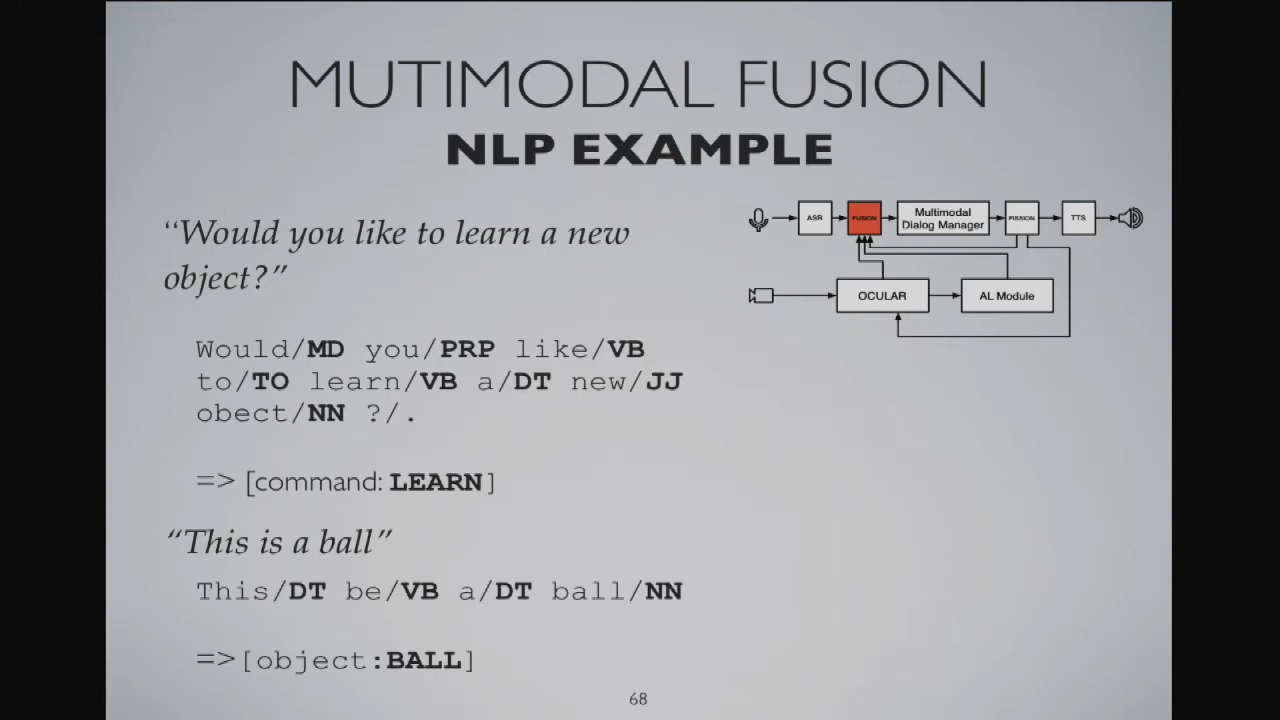 MUTIMODAL FUSION
NLP EXAMPLE
“Would you like to learn a new
object?”
Would/MD you/PRP like/VB
to/TO learn/VB a/DT new/JJ
obect/NN ?/.
=> [command: LEARN]
“This is a ball”
This/DT be/VB a/DT ball/NN
=>[object:BALL]
ASR
FUSION
Multimodal
Dialog Manager
FISSION
TTS
OCULAR
AL Module
68